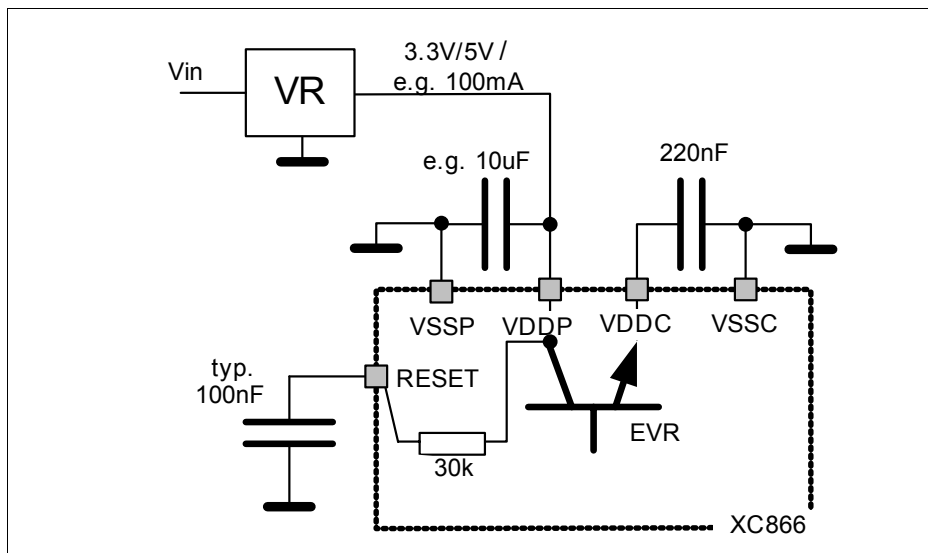 3.3V/5V /
e.g. 100mA
Vin
VR
e.g. 10uF
220nF
VSSP
VDDP
VDDC
VSSC
typ.
100nF
RESET
EVR
30k
XC866